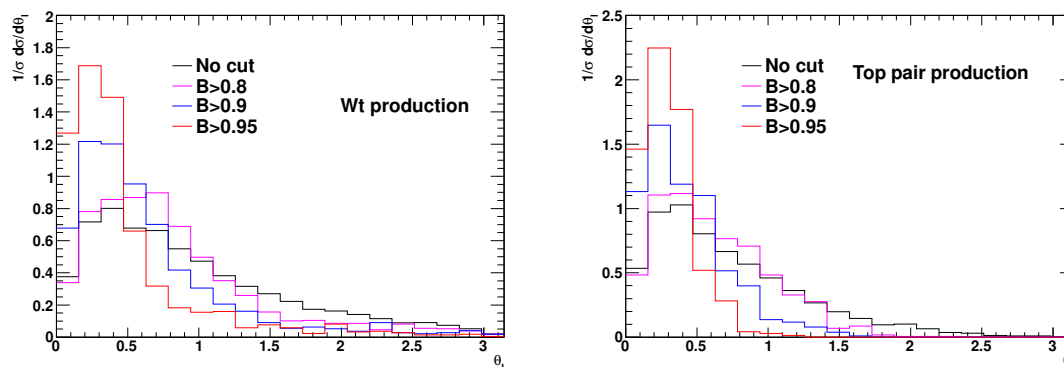 1/σ dσ/dθ_l
2
1.8
1.6
1.4
1.2
1
0.8
0.6
0.4
0.2
0
No cut
B>0.8
B>0.9
B>0.95
Wt production
0 0.5 1 1.5 2 2.5 3
θ_l
1/σ dσ/dθ_l
2.5
2
1.5
1
0.5
0
No cut
B>0.8
B>0.9
B>0.95
Top pair production
0 0.5 1 1.5 2 2.5 3